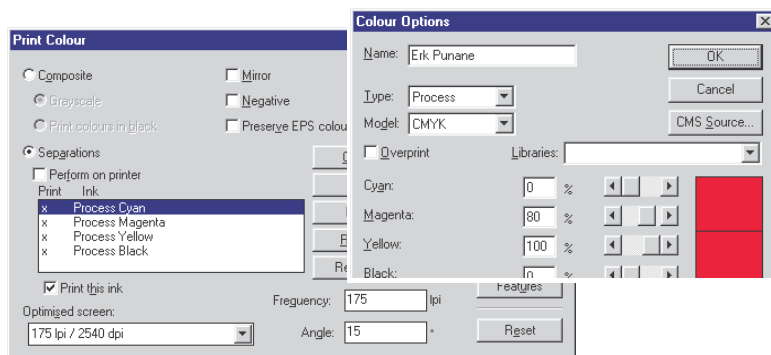 Print Colour
Composite
Grayscale
Print colours in black
Mirror
Negative
Preserve EPS colou
Separations
Perform on printer
Print Ink
x Process Cyan
x Process Magenta
x Process Yellow
x Process Black
Print this ink
Optimised screen:
175 lpi / 2540 dpi
Frequency: 175 lpi
Angle: 15 °
Features
Reset
Colour Options
Name: Erk Punane
OK
Type: Process
Cancel
Model: CMYK
CMS Source...
Overprint Libraries:
Cyan: 0 %
Magenta: 80 %
Yellow: 100 %
Black: 0 %